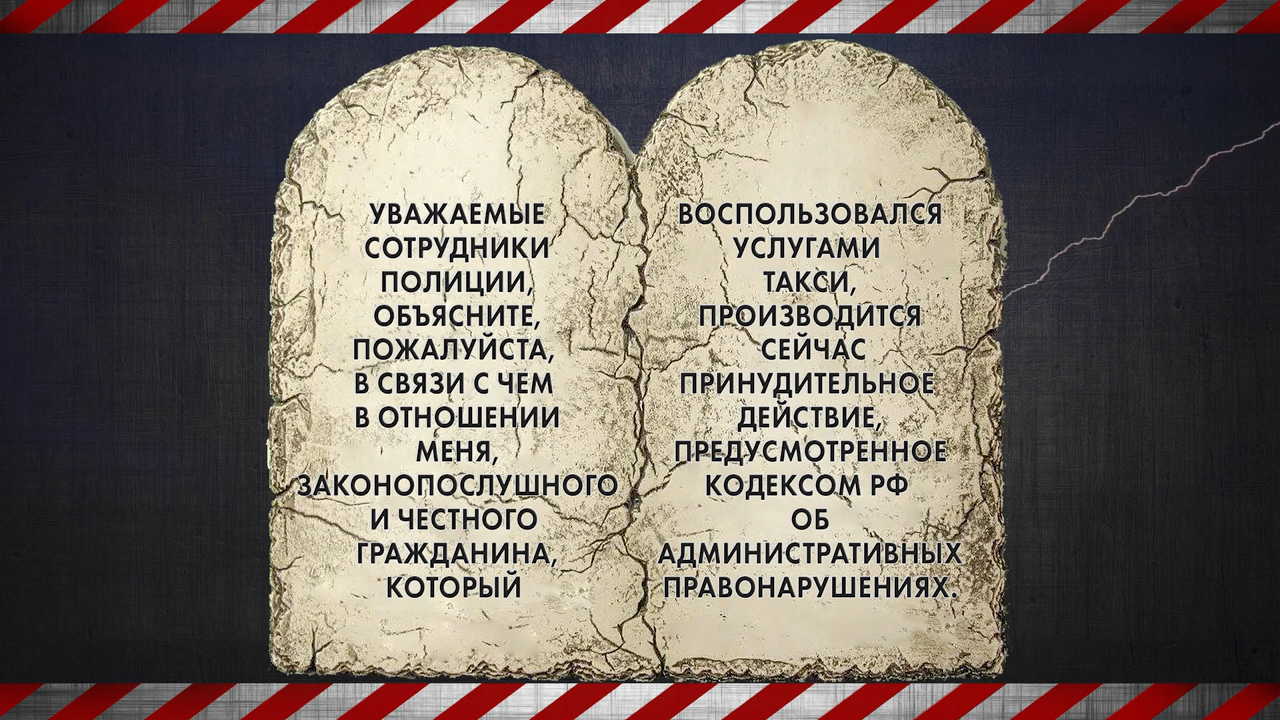 УВАЖАЕМЫЕ
СОТРУДНИКИ
ПОЛИЦИИ,
ОБЪЯСНИТЕ,
ПОЖАЛУЙСТА,
В СВЯЗИ С ЧЕМ
В ОТНОШЕНИИ
МЕНЯ,
ЗАКОНОПОСЛУШНОГО
И ЧЕСТНОГО
ГРАЖДАНИНА,
КОТОРЫЙ
ВОСПОЛЬЗОВАЛСЯ
УСЛУГАМИ
ТАКСИ,
ПРОИЗВОДИТСЯ
СЕЙЧАС
ПРИНУДИТЕЛЬНОЕ
ДЕЙСТВИЕ,
ПРЕДУСМОТРЕННОЕ
КОДЕКСОМ РФ
ОБ
АДМИНИСТРАТИВНЫХ
ПРАВОНАРУШЕНИЯХ.